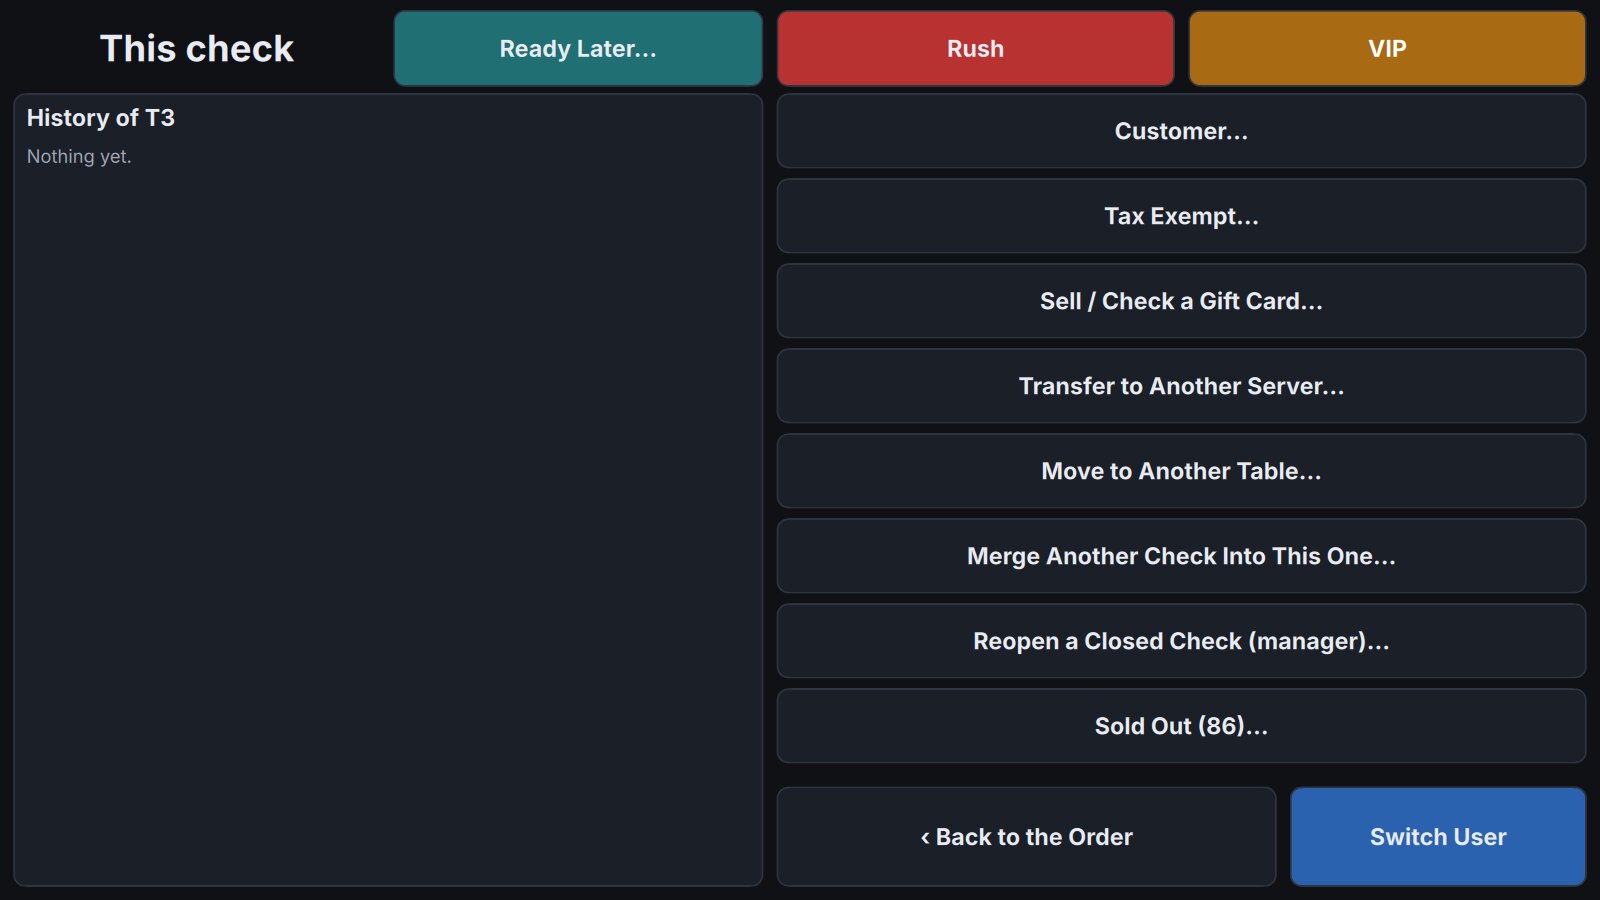 This check
Ready Later...
Rush
VIP
History of T3
Nothing yet.
Customer...
Tax Exempt...
Sell / Check a Gift Card...
Transfer to Another Server...
Move to Another Table...
Merge Another Check Into This One...
Reopen a Closed Check (manager)...
Sold Out (86)...
‹ Back to the Order
Switch User